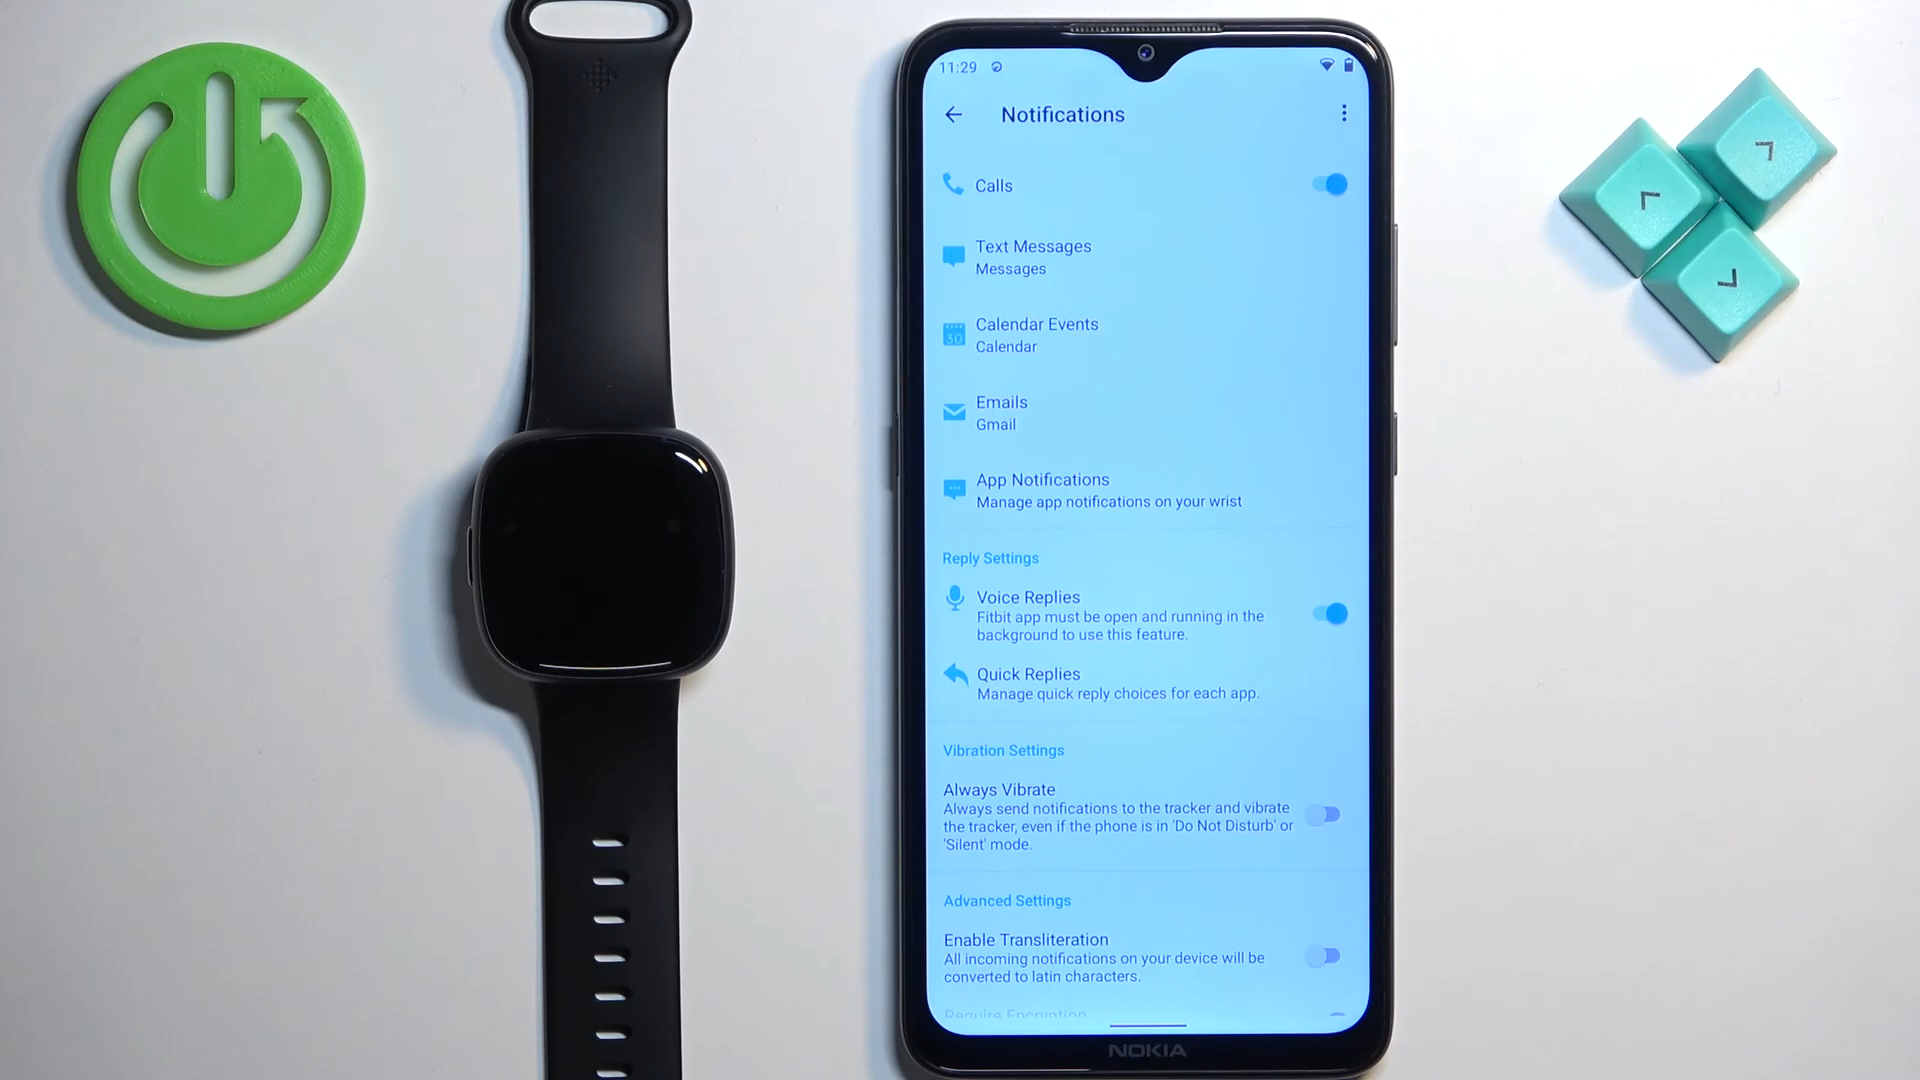 11:29
Notifications
Calls
Text Messages
Messages
30
Calendar Events
Calendar
Emails
Gmail
App Notifications
Manage app notifications on your wrist
Reply Settings
Voice Replies
Fitbit app must be open and running in the
background to use this feature.
Quick Replies
Manage quick reply choices for each app.
Vibration Settings
Always Vibrate
Always send notifications to the tracker and vibrate
the tracker, even if the phone is in 'Do Not Disturb' or
'Silent' mode.
Advanced Settings
Enable Transliteration
All incoming notifications on your device will be
converted to latin characters.
Require Encryption
NOKIA